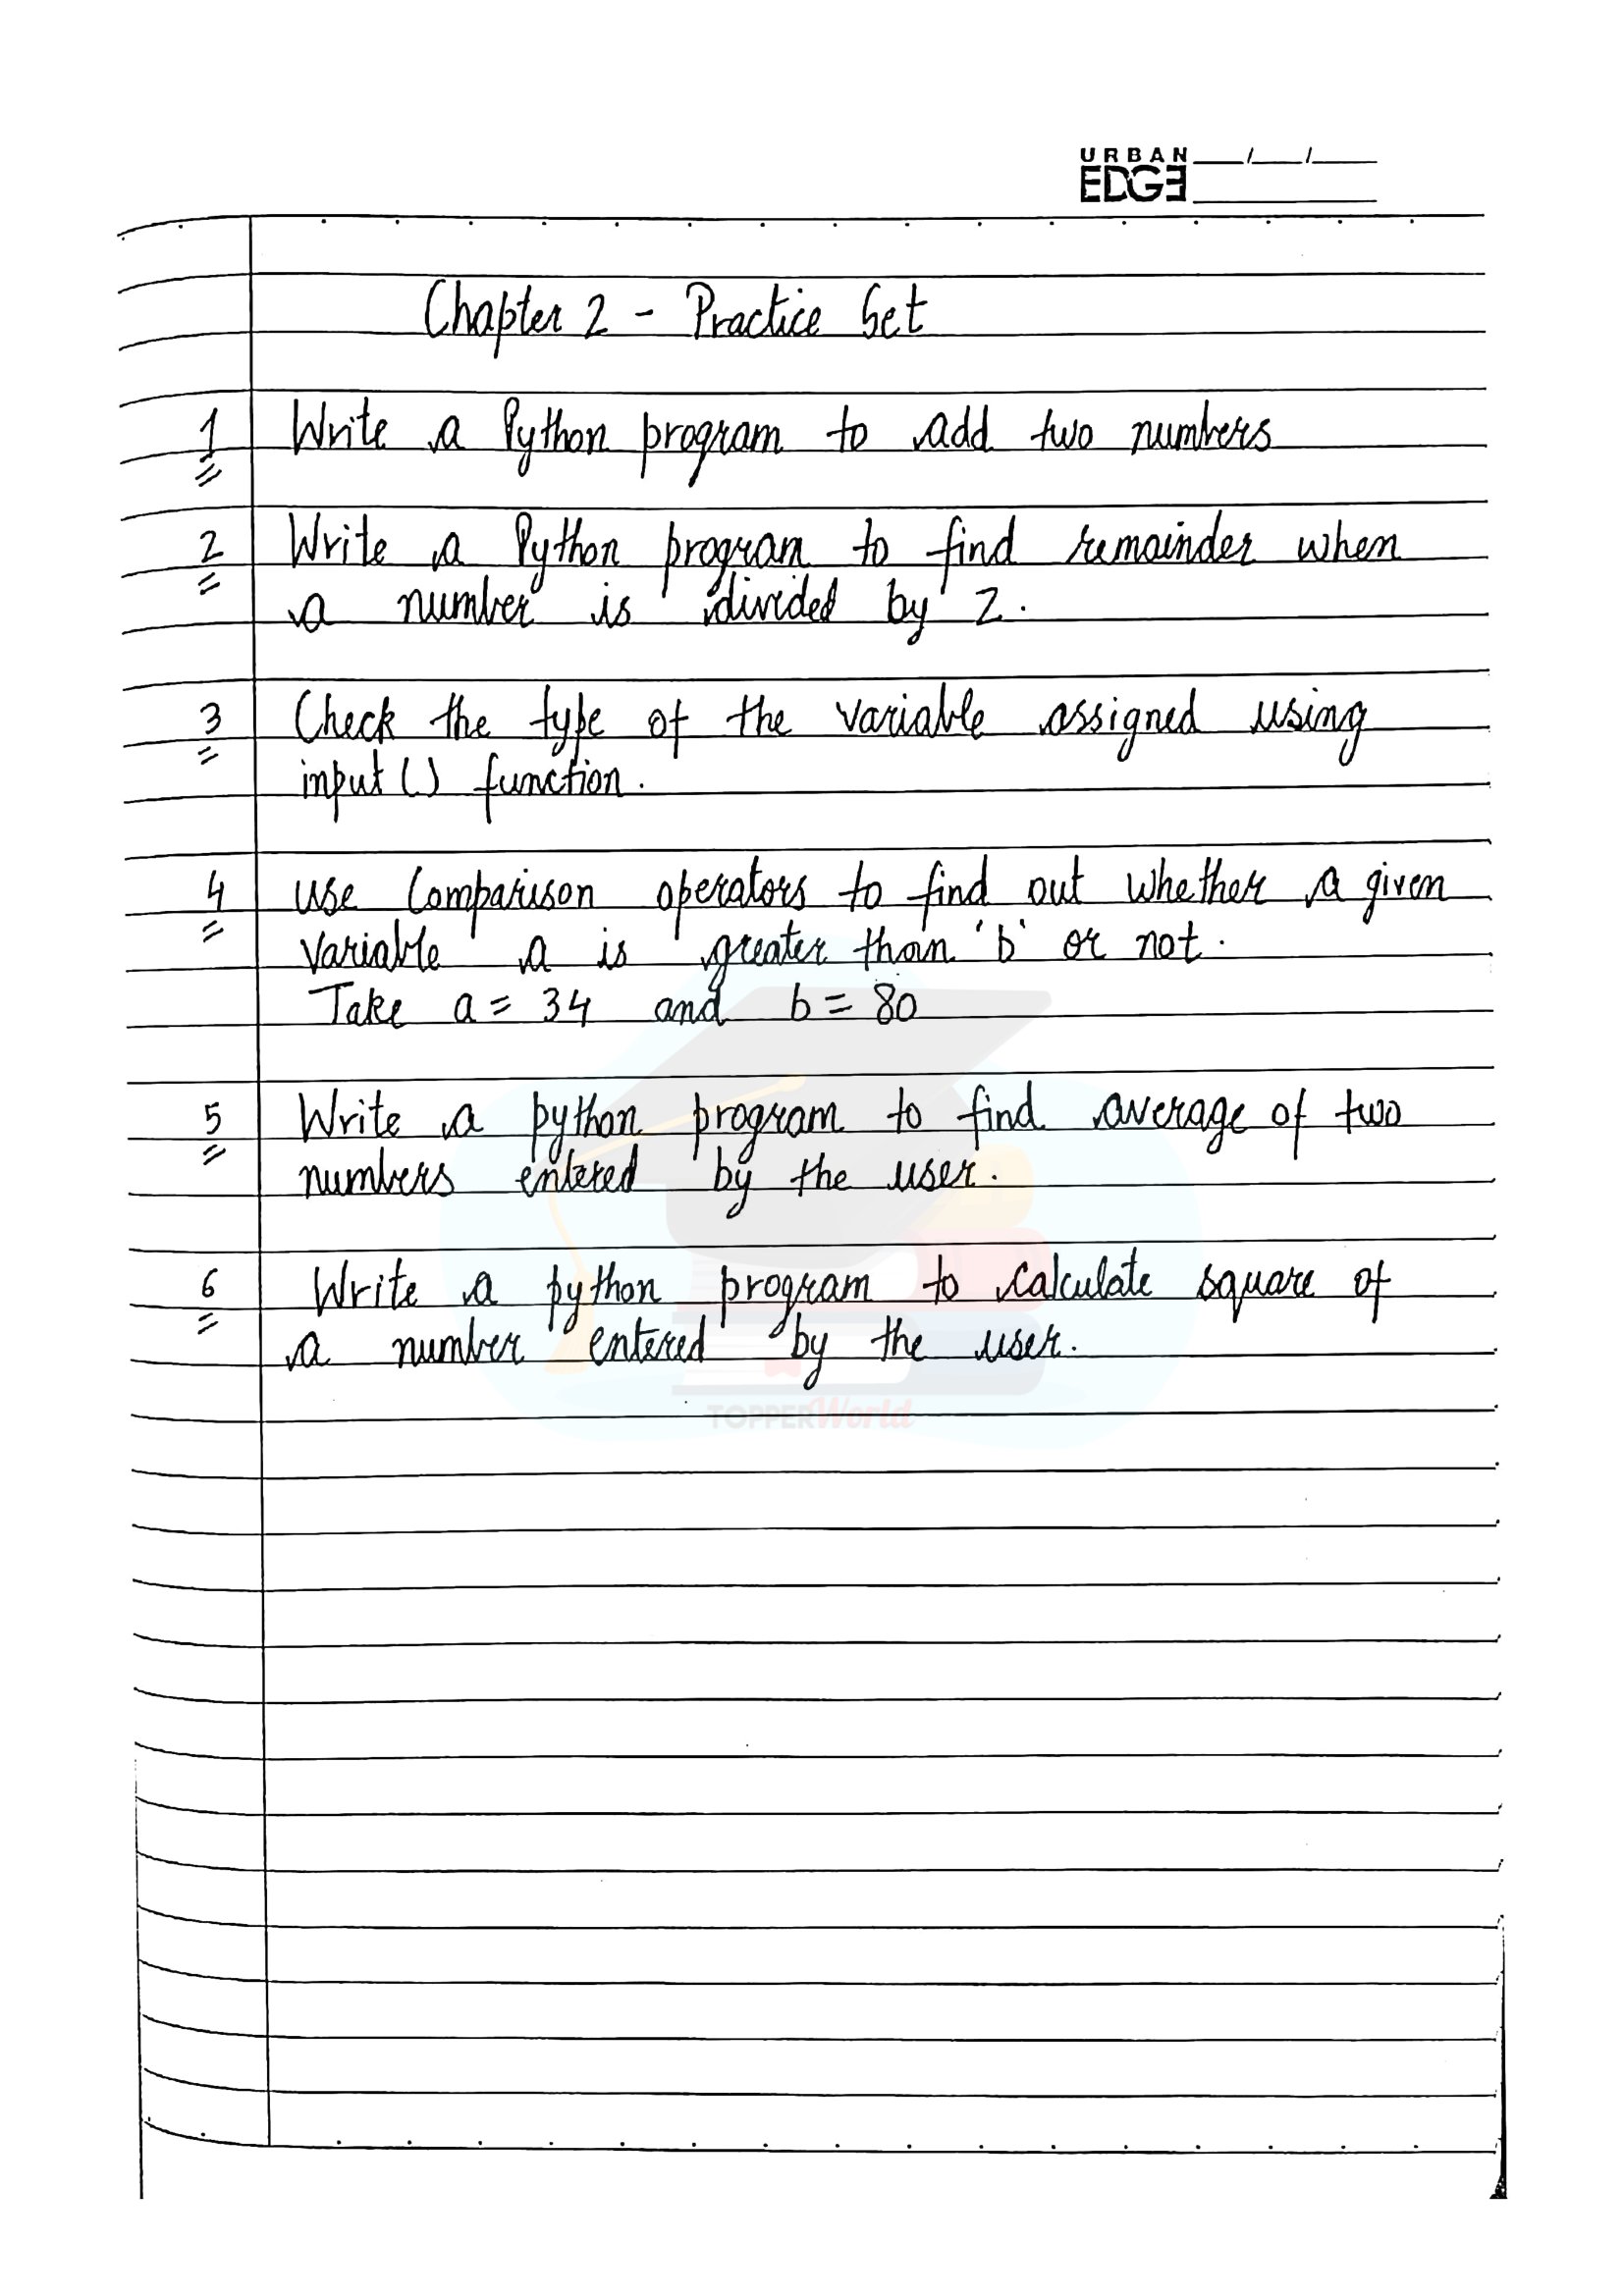 URBAN
EDGE
Chapter 2 - Practice Set
1 Write a Python program to add two numbers
2 Write a Python program to find remainder when
a number is divided by 2.
3 Check the type of the variable assigned using
input() function.
4 use Comparison operators to find out whether a given
variable a is greater than 'b' or not.
Take a = 34 and b = 80
5 Write a python program to find average of two
numbers entered by the user.
6 Write a python program to calculate square of
a number entered by the user.
TOPPERWorld